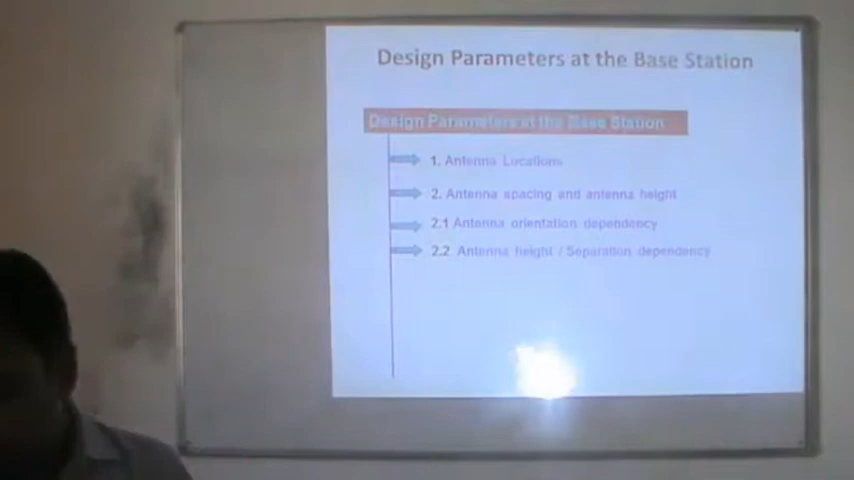 Design Parameters at the Base Station
Design Parameters at the Base Station
1. Antenna Locations
2. Antenna spacing and antenna height
2.1 Antenna orientation dependency
2.2 Antenna height / Separation dependency